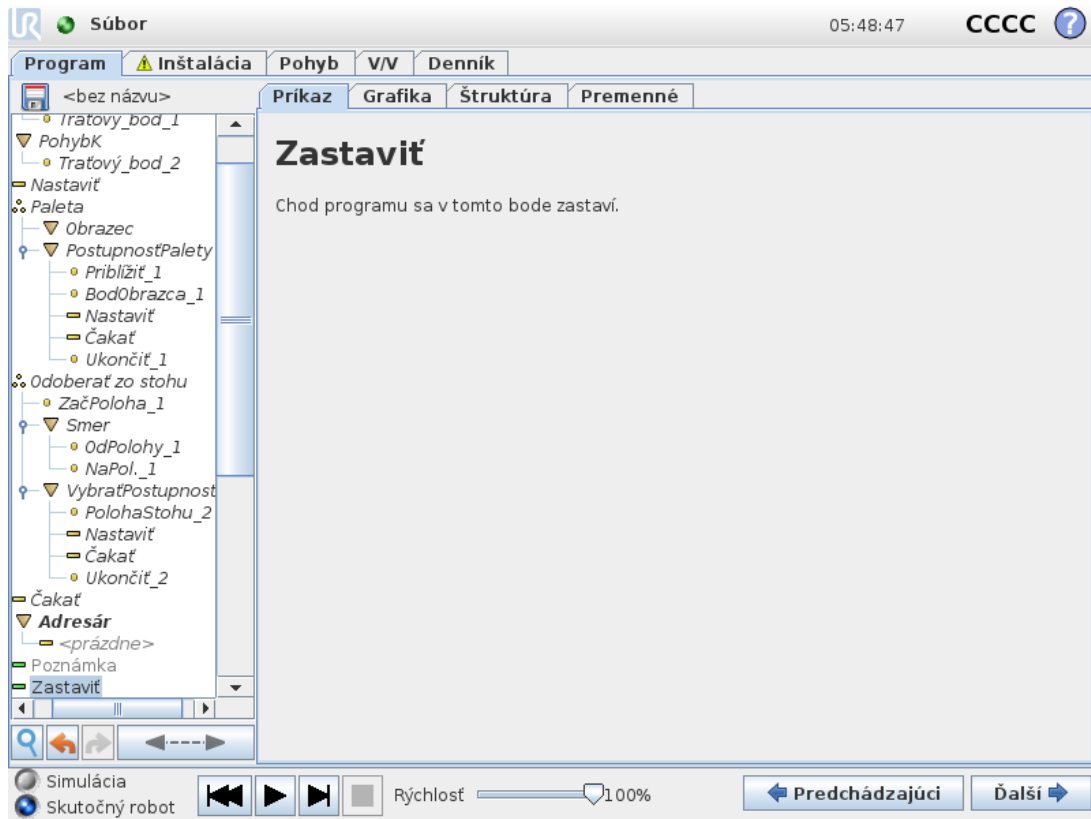 Súbor
05:48:47
CCCC
?
Program
Inštalácia
Pohyb
V/V
Denník
<bez názvu>
Príkaz
Grafika
Štruktúra
Premenné
Traťový_bod_1
PohybK
Traťový_bod_2
Nastaviť
Paleta
Obrazec
PostupnosťPalety
Priblížiť_1
BodObrazca_1
Nastaviť
Čakať
Ukončiť_1
Odoberať zo stohu
ZačPoloha_1
Smer
OdPolohy_1
NaPol._1
VybraťPostupnosť
PolohaStohu_2
Nastaviť
Čakať
Ukončiť_2
Čakať
Adresár
<prázdne>
Poznámka
Zastaviť
Zastaviť
Chod programu sa v tomto bode zastaví.
Simulácia
Skutočný robot
Rýchlosť
100%
Predchádzajúci
Ďalší